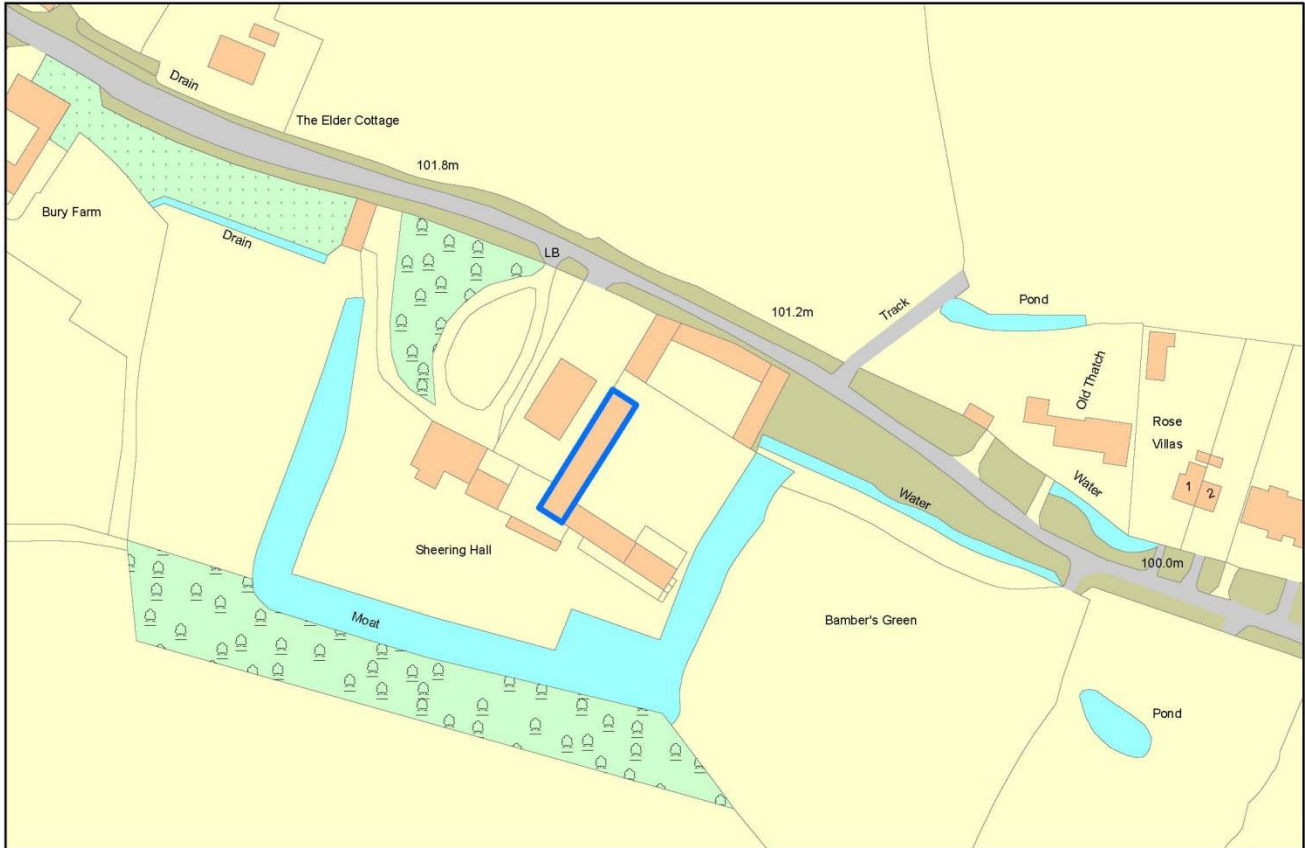 Drain
The Elder Cottage
101.8m
Bury Farm
Drain
LB
101.2m
Track
Pond
Old Thatch
Rose
Villas
1
2
Water
Water
100.0m
Sheering Hall
Moat
Bamber's Green
Pond